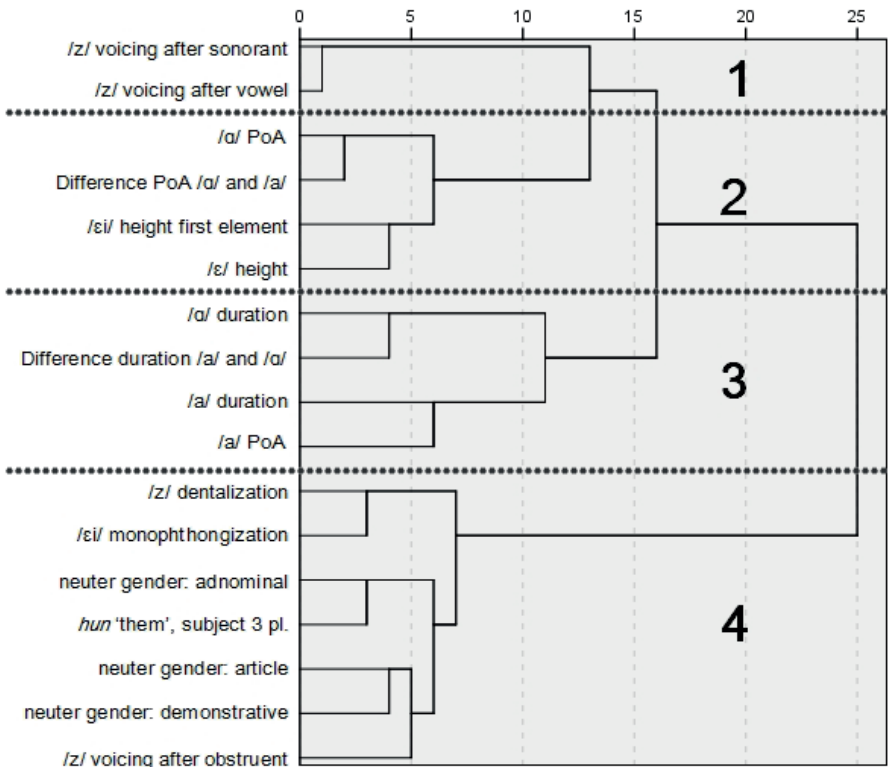 0 5 10 15 20 25
/z/ voicing after sonorant
1
/z/ voicing after vowel
/ɑ/ PoA
Difference PoA /ɑ/ and /a/
2
/ɛi/ height first element
/ɛ/ height
/ɑ/ duration
Difference duration /a/ and /ɑ/
3
/a/ duration
/a/ PoA
/z/ dentalization
/ɛi/ monophthongization
neuter gender: adnominal
hun ‘them’, subject 3 pl.
4
neuter gender: article
neuter gender: demonstrative
/z/ voicing after obstruent